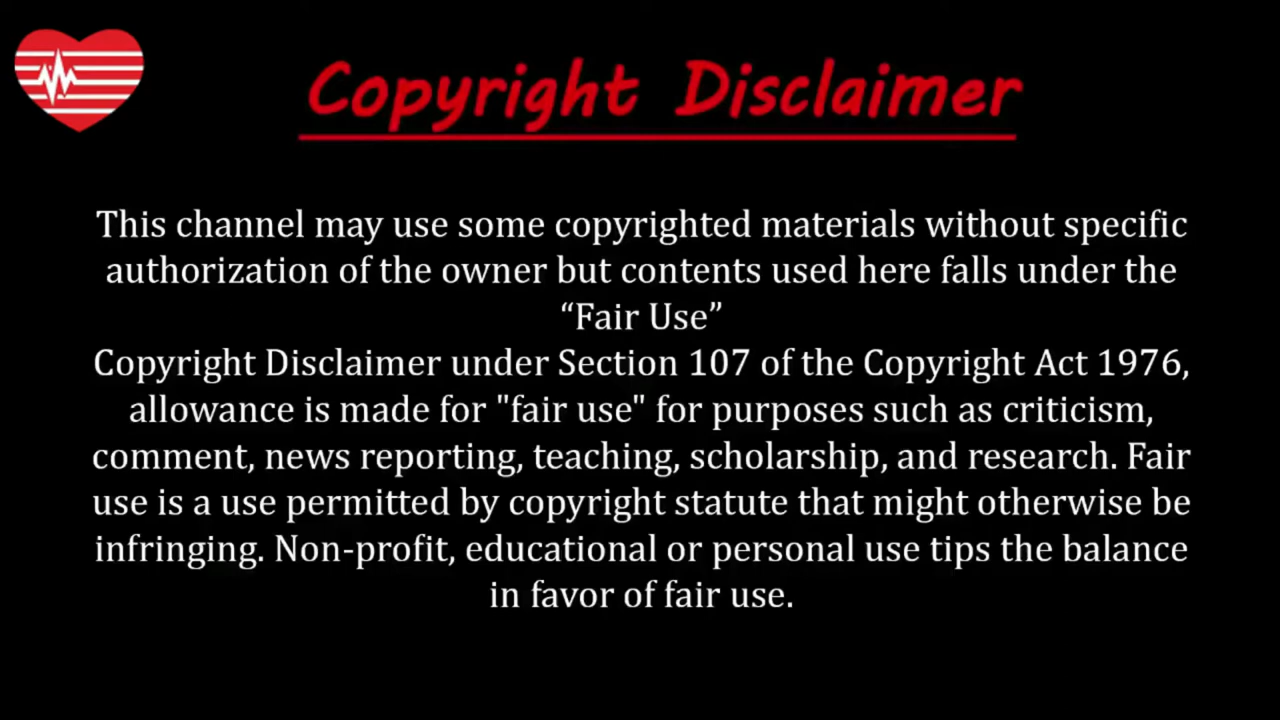 Copyright Disclaimer
This channel may use some copyrighted materials without specific
authorization of the owner but contents used here falls under the
“Fair Use”
Copyright Disclaimer under Section 107 of the Copyright Act 1976,
allowance is made for "fair use" for purposes such as criticism,
comment, news reporting, teaching, scholarship, and research. Fair
use is a use permitted by copyright statute that might otherwise be
infringing. Non-profit, educational or personal use tips the balance
in favor of fair use.